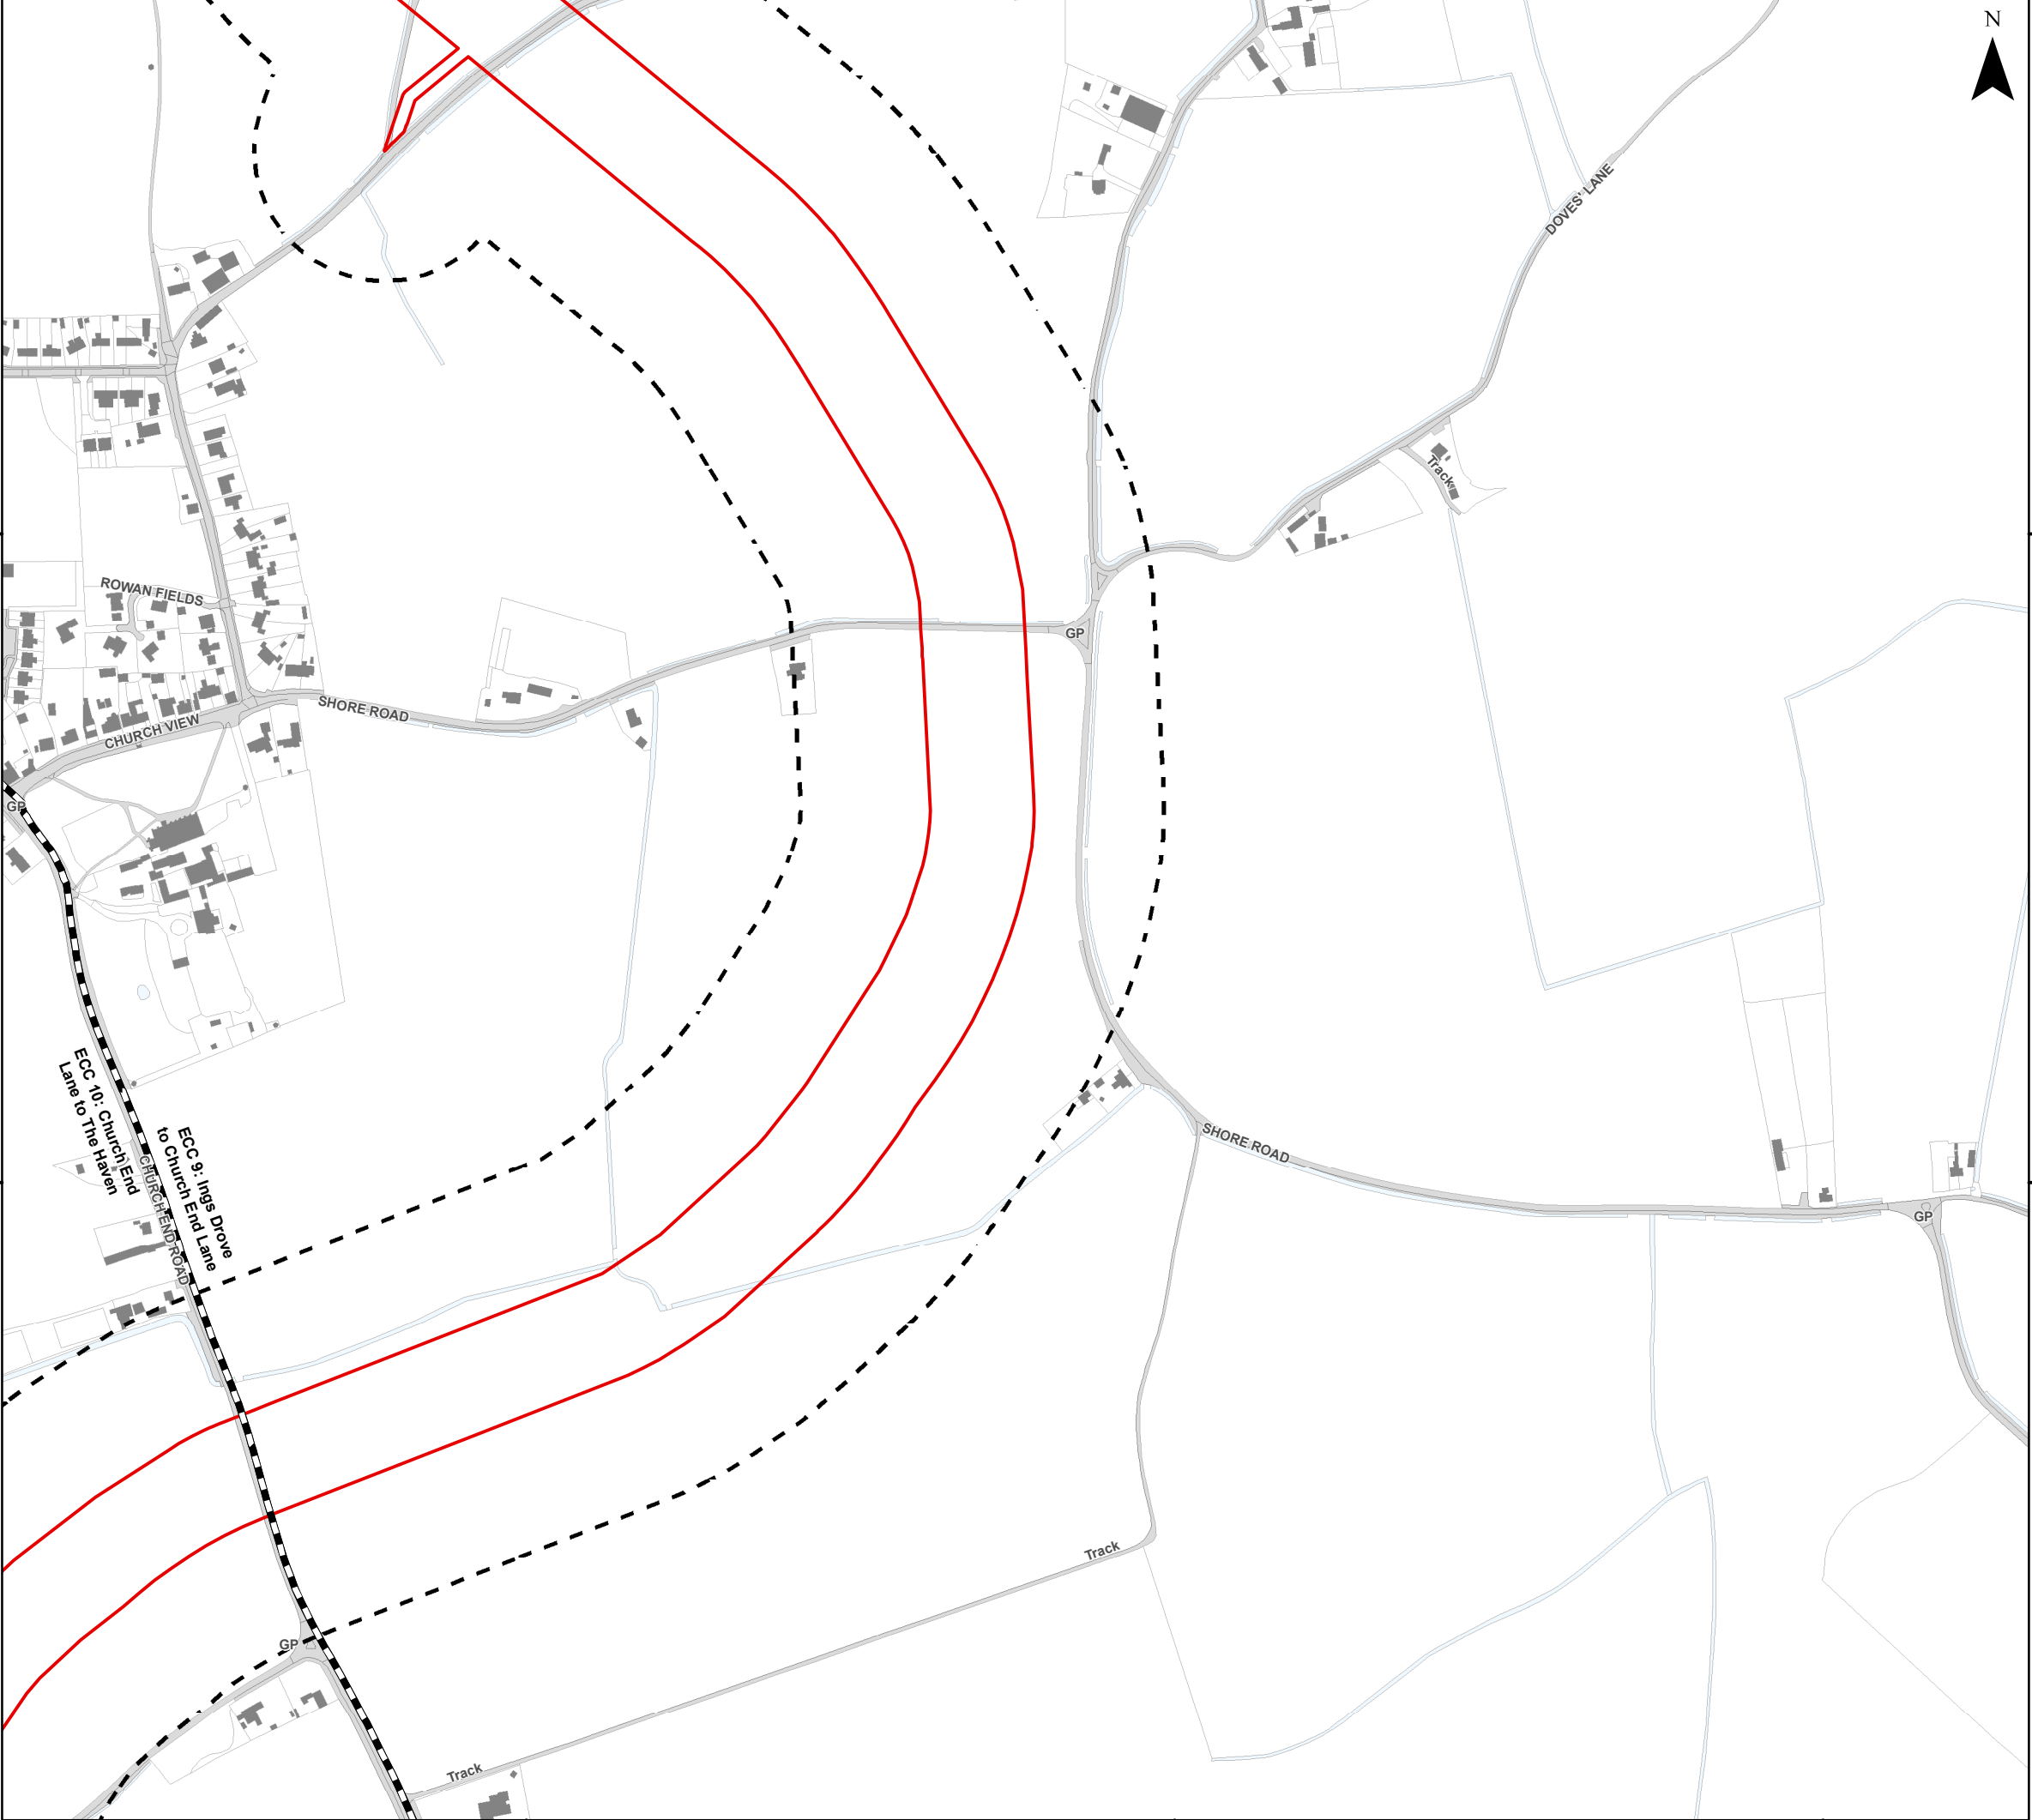 N
DOVES' LANE
Track
ROWAN FIELDS
GP
SHORE ROAD
CHURCH VIEW
GP
ECC 10: Church End
Lane to The Haven
ECC 9: Ings Drove
to Church End Lane
CHURCH END ROAD
SHORE ROAD
GP
Track
GP
Track